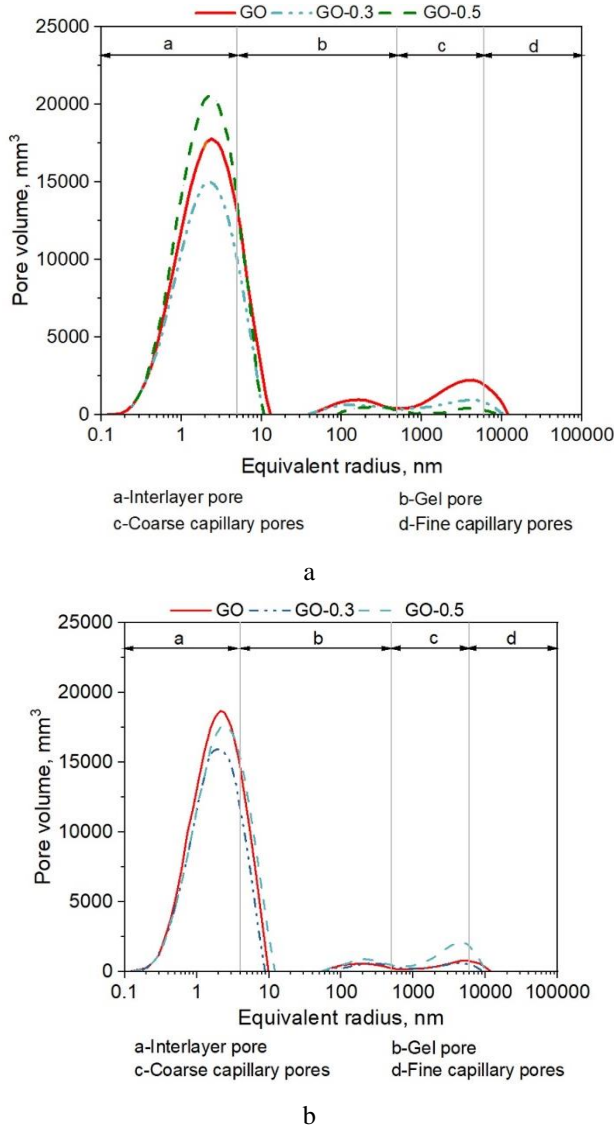 GO GO-0.3 GO-0.5
25000
a b c d
20000
15000
10000
5000
0
Pore volume, mm³
0.1 1 10 100 1000 10000 100000
Equivalent radius, nm
a-Interlayer pore b-Gel pore
c-Coarse capillary pores d-Fine capillary pores
a
GO GO-0.3 GO-0.5
25000
a b c d
20000
15000
10000
5000
0
Pore volume, mm³
0.1 1 10 100 1000 10000 100000
Equivalent radius, nm
a-Interlayer pore b-Gel pore
c-Coarse capillary pores d-Fine capillary pores
b